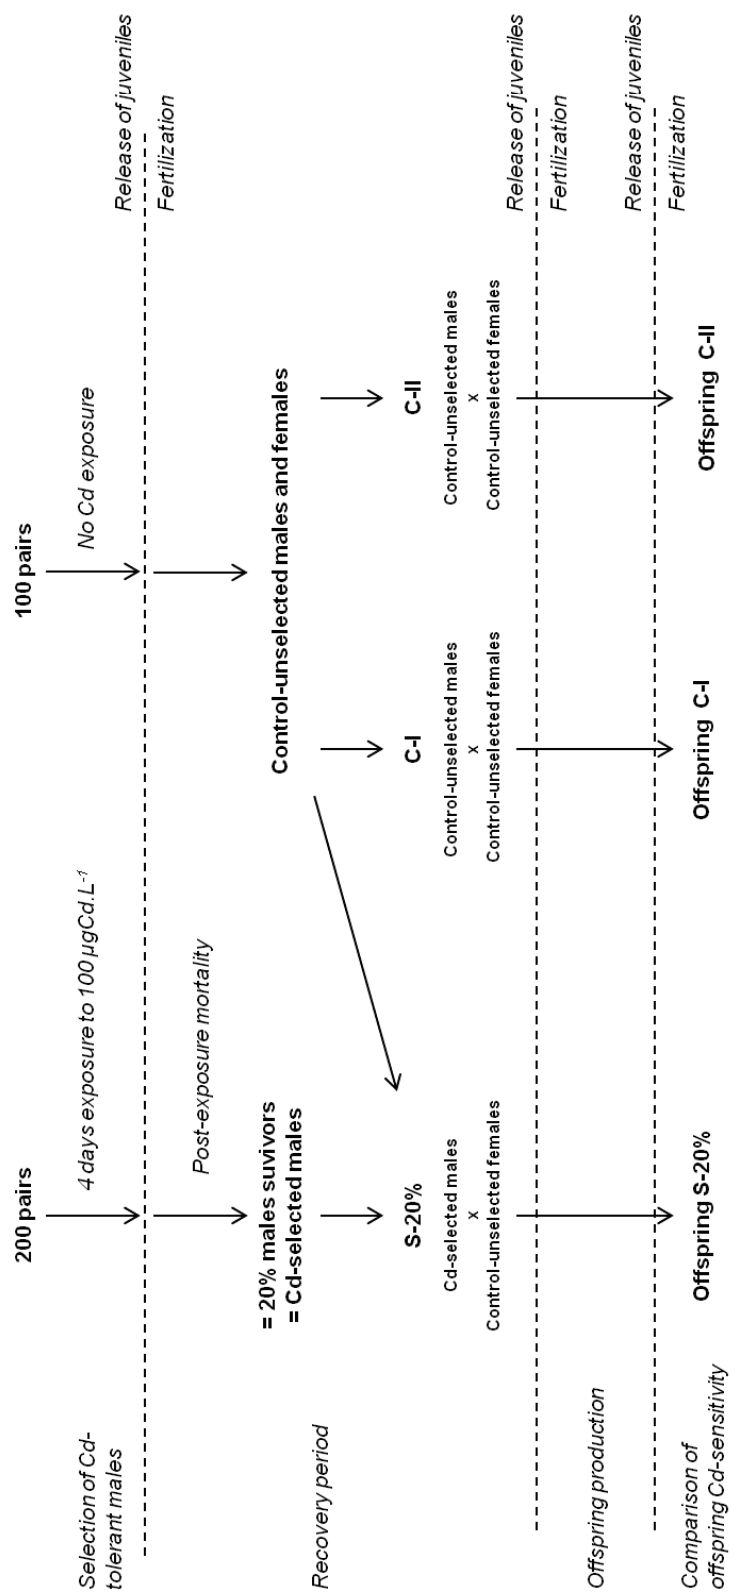 200 pairs
100 pairs
Selection of Cd-
tolerant males
4 days exposure to 100 µgCd.L-1
No Cd exposure
Release of juveniles
Fertilization
Post-exposure mortality
Recovery period
= 20% males suvivors
= Cd-selected males
Control-unselected males and females
S-20%
C-I
C-II
Cd-selected males
x
Control-unselected females
Control-unselected males
x
Control-unselected females
Control-unselected males
x
Control-unselected females
Release of juveniles
Fertilization
Offspring production
Release of juveniles
Fertilization
Comparison of
offspring Cd-sensitivity
Offspring S-20%
Offspring C-I
Offspring C-II